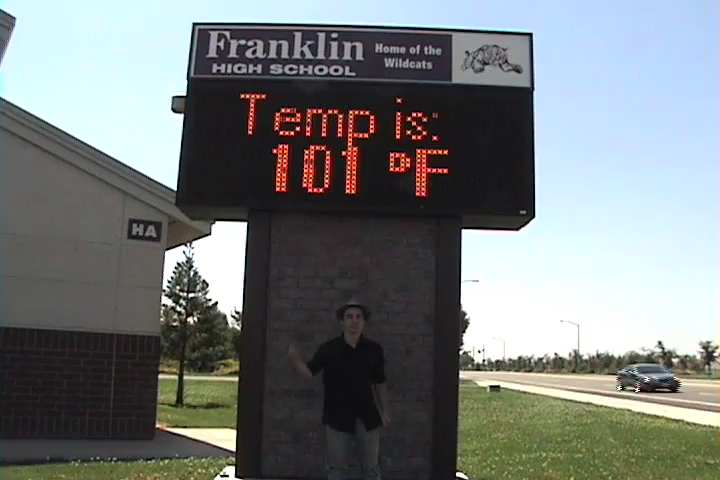 Franklin
HIGH SCHOOL
Home of the
Wildcats
Temp is:
101 °F
HA